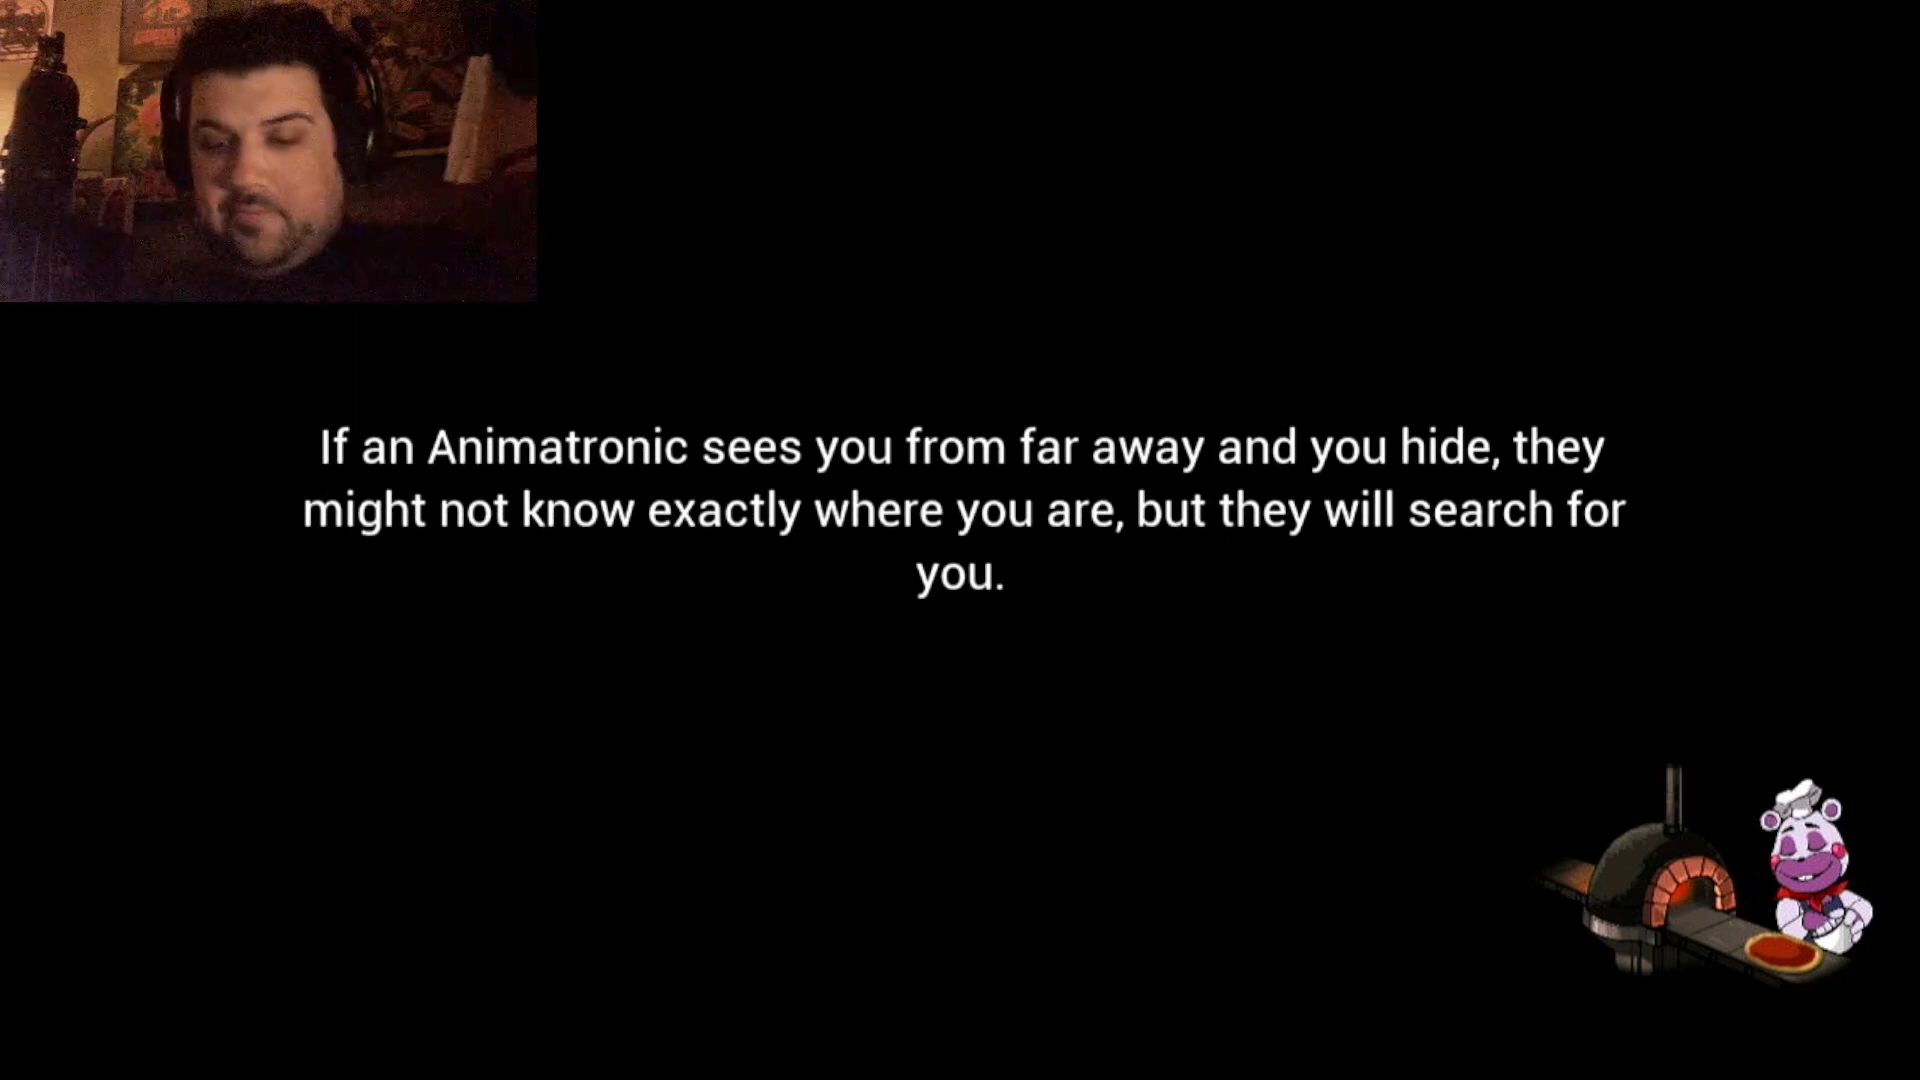 If an Animatronic sees you from far away and you hide, they
might not know exactly where you are, but they will search for
you.